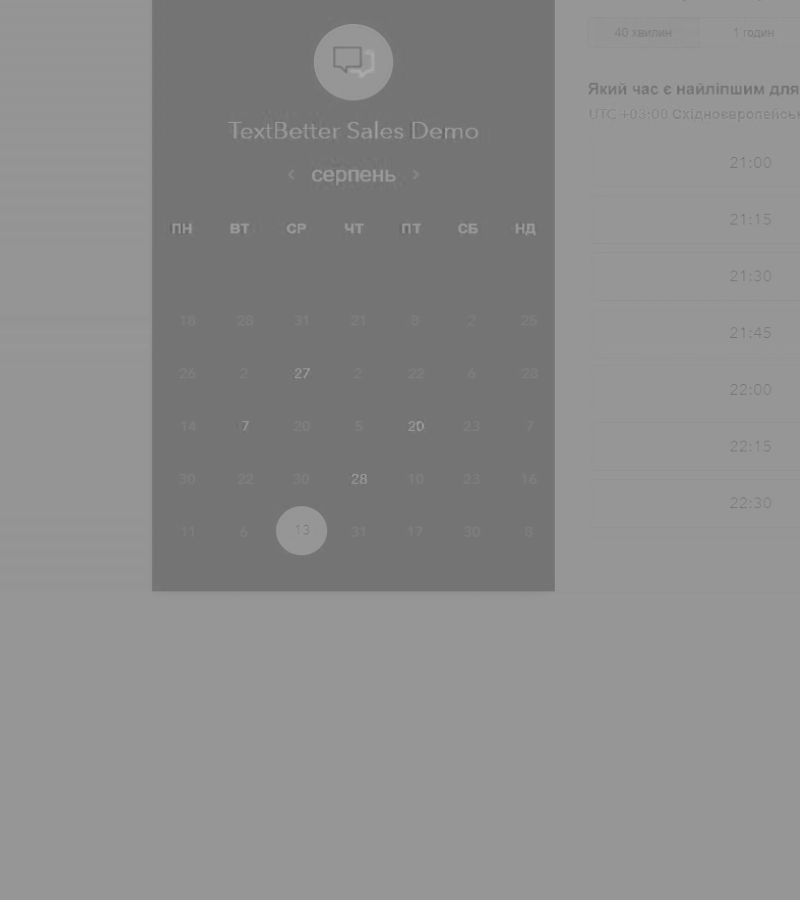 40 хвилин
1 годин
TextBetter Sales Demo
‹ серпень ›
ПН ВТ СР ЧТ ПТ СБ НД
18 28 31 21 8 2 25
26 2 27 2 22 6 23
14 7 20 5 20 23 7
30 22 30 28 10 23 16
11 6 13 31 17 30 8
Який час є найліпшим для
UTC +03:00 Східноєвропейськ
21:00
21:15
21:30
21:45
22:00
22:15
22:30